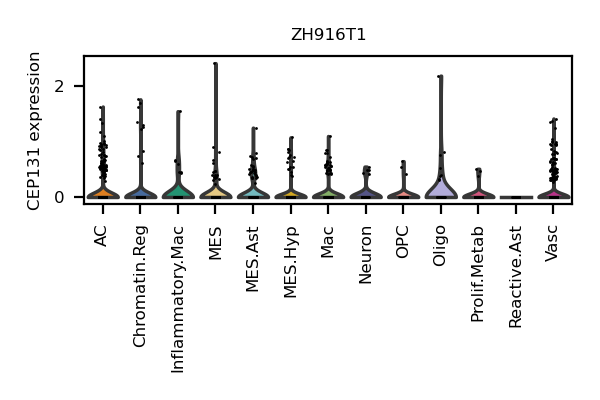 ZH916T1
CEP131 expression
2
0
AC
Chromatin.Reg
Inflammatory.Mac
MES
MES.Ast
MES.Hyp
Mac
Neuron
OPC
Oligo
Prolif.Metab
Reactive.Ast
Vasc